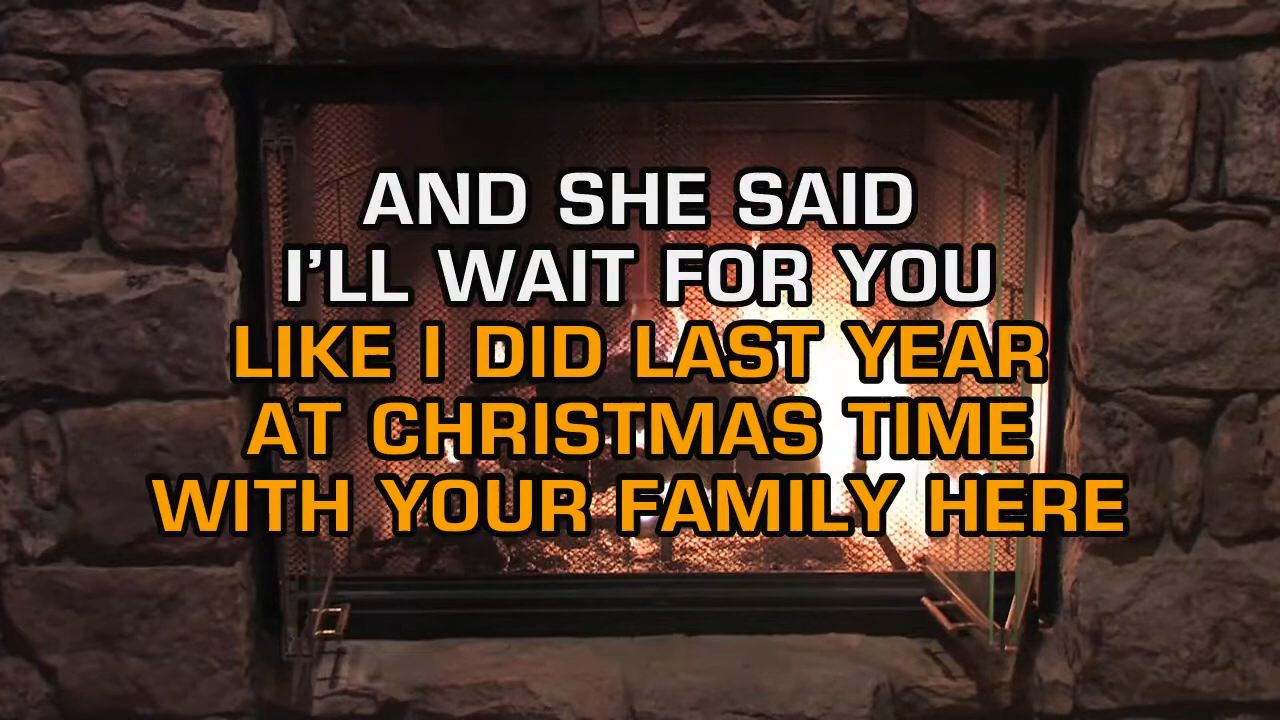 AND SHE SAID
I'LL WAIT FOR YOU
LIKE I DID LAST YEAR
AT CHRISTMAS TIME
WITH YOUR FAMILY HERE